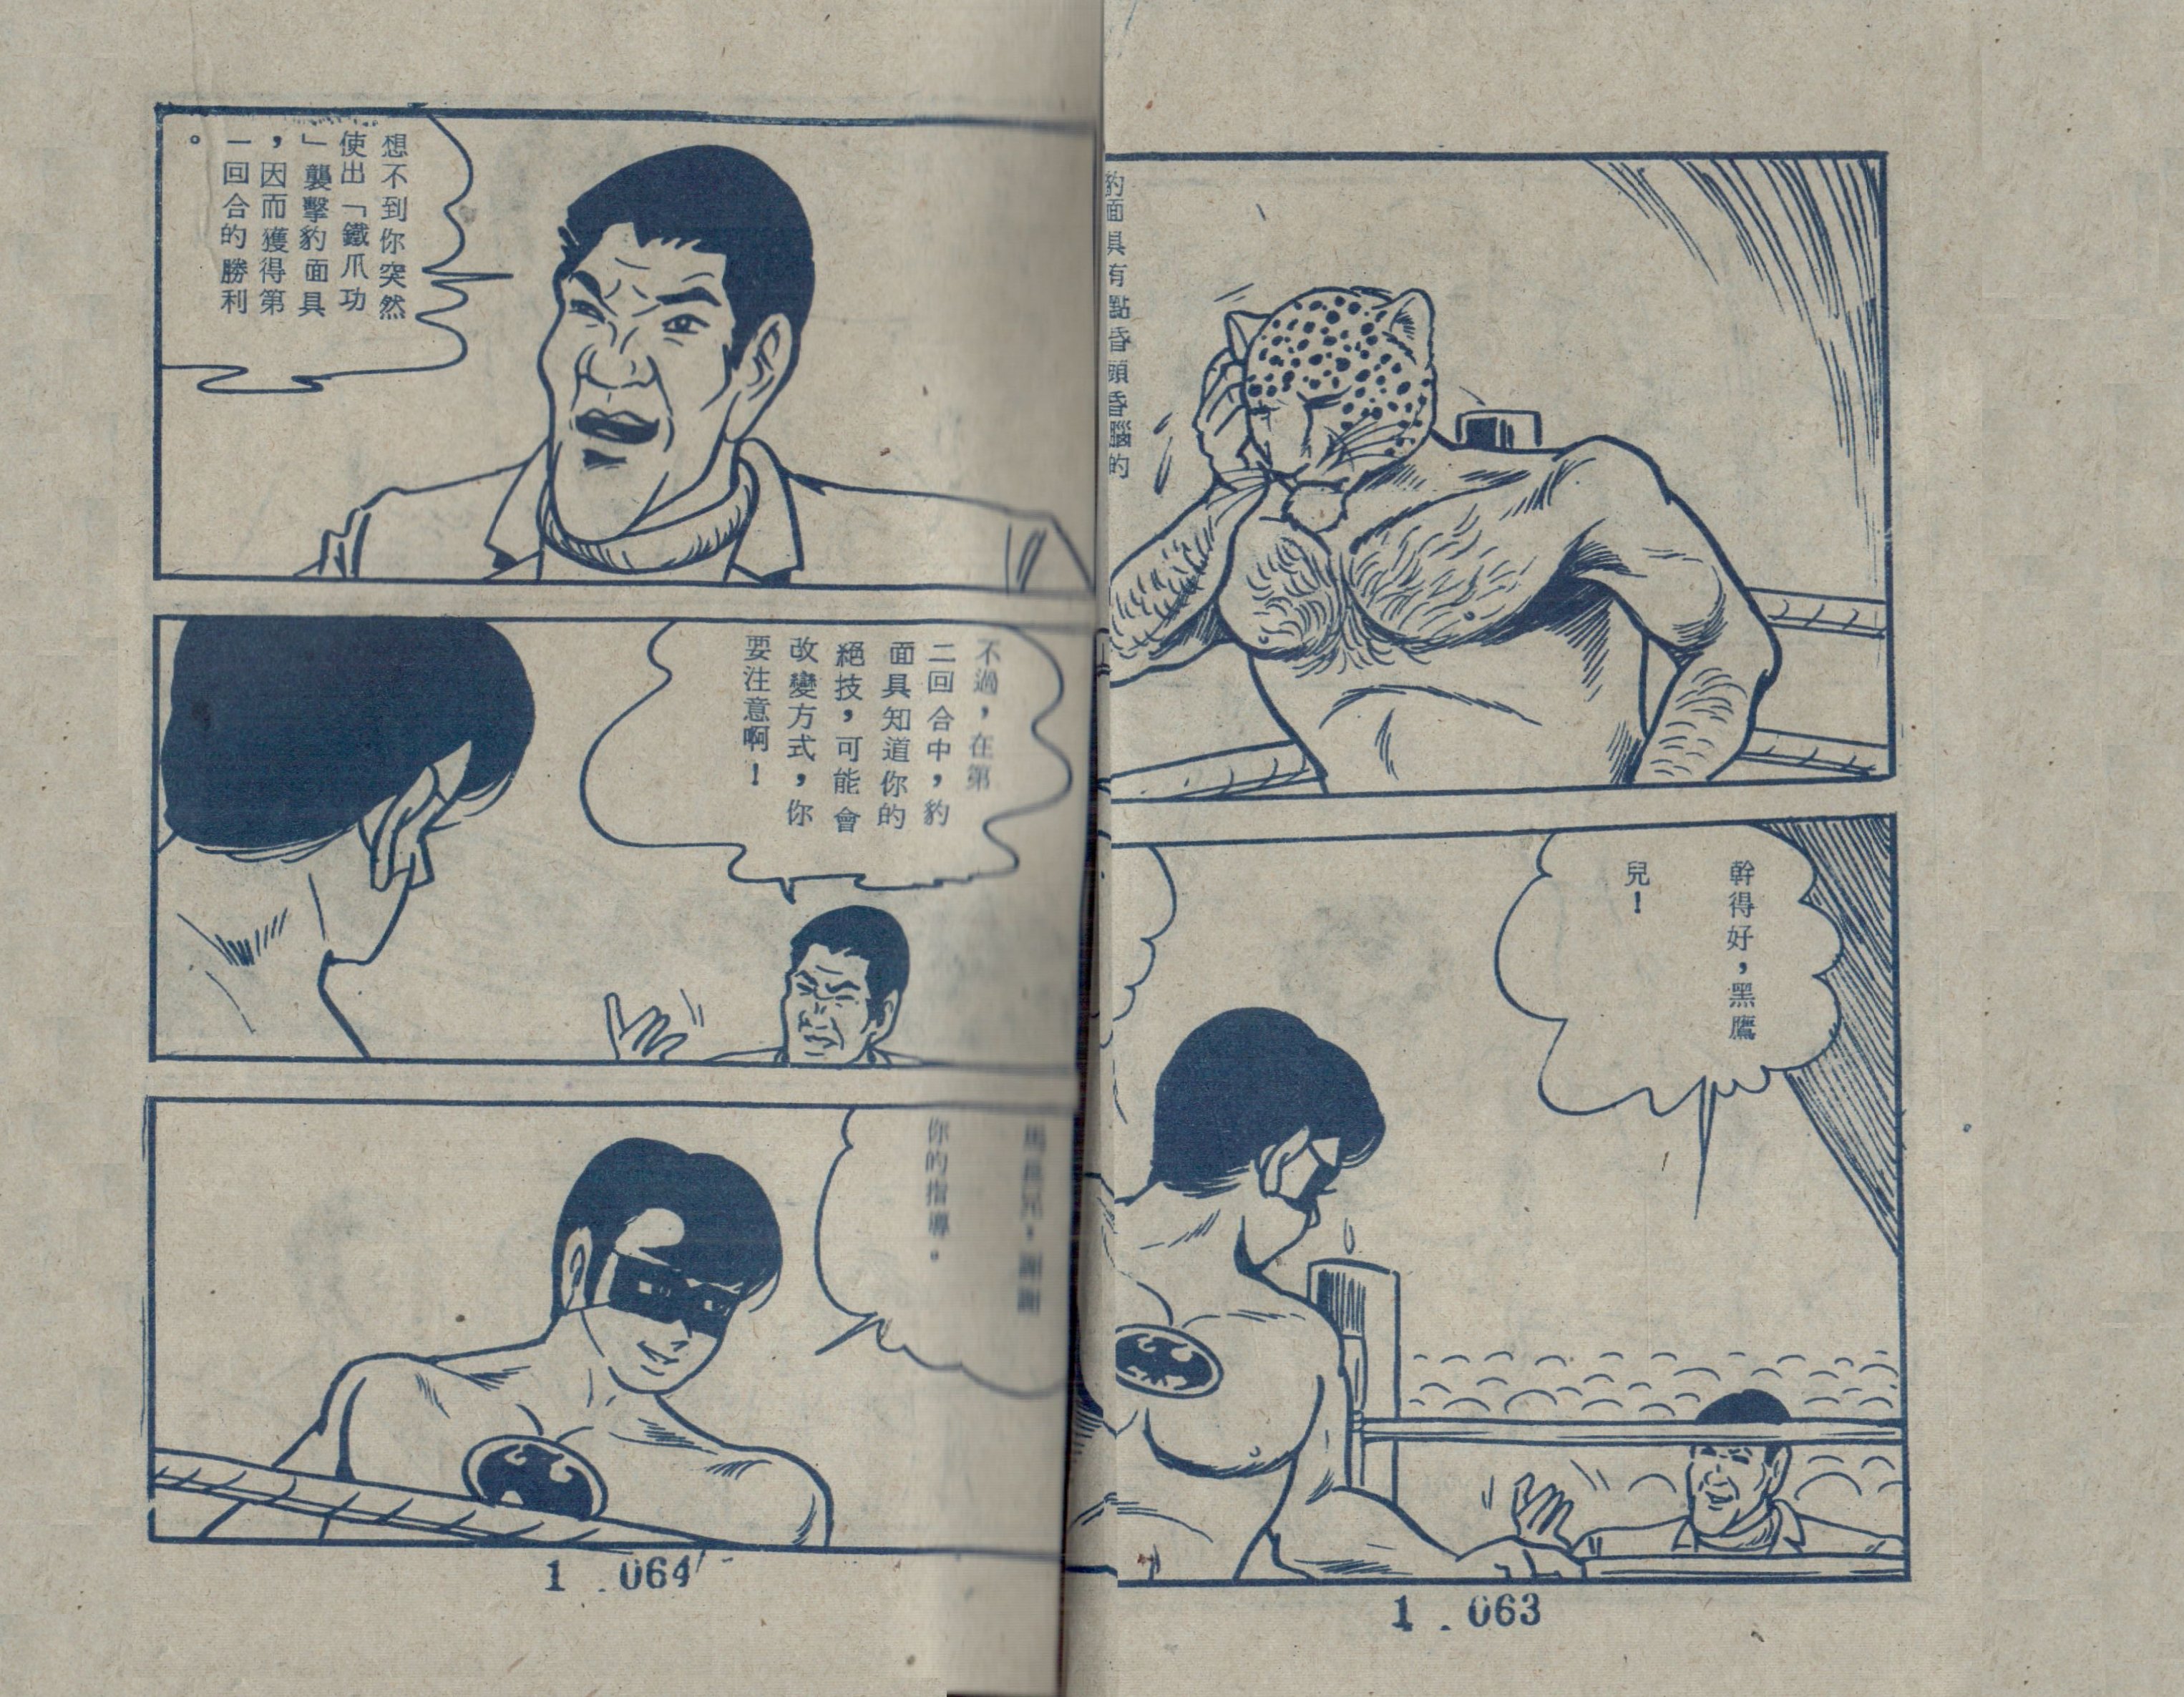 豹面具有點昏頭昏腦的
幹得好，黑鷹
兒！
1.063
想不到你突然
使出「鐵爪功
」襲擊豹面具
，因而獲得第
一回合的勝利
。
不過，在第
二回合中，豹
面具知道你的
絕技，可能會
改變方式，你
要注意啊！
你的指導。
1.064